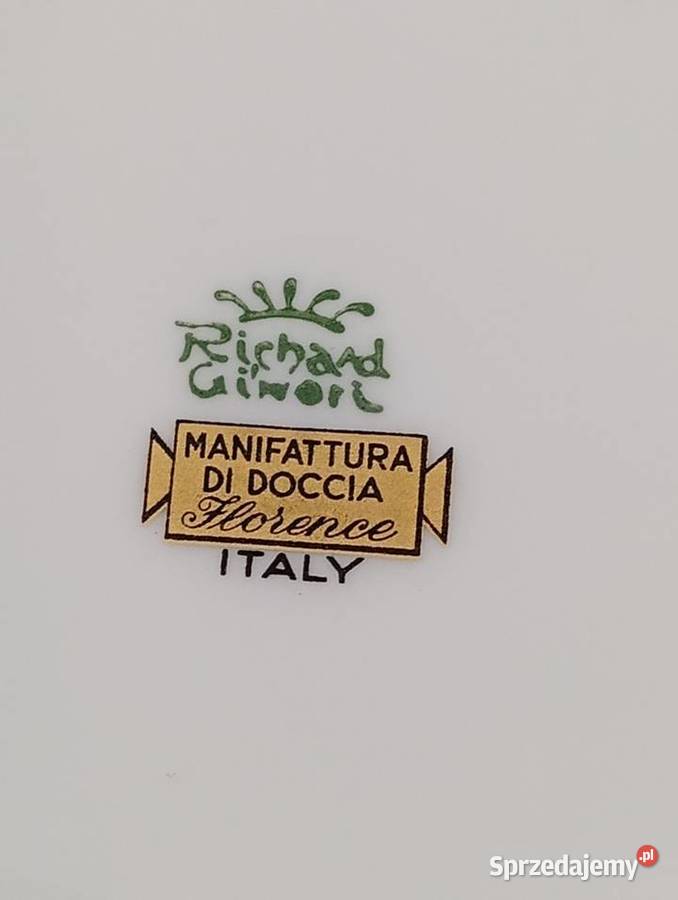 Richard
Ginori
MANIFATTURA
DI DOCCIA
Florence
ITALY
Sprzedajemy.pl